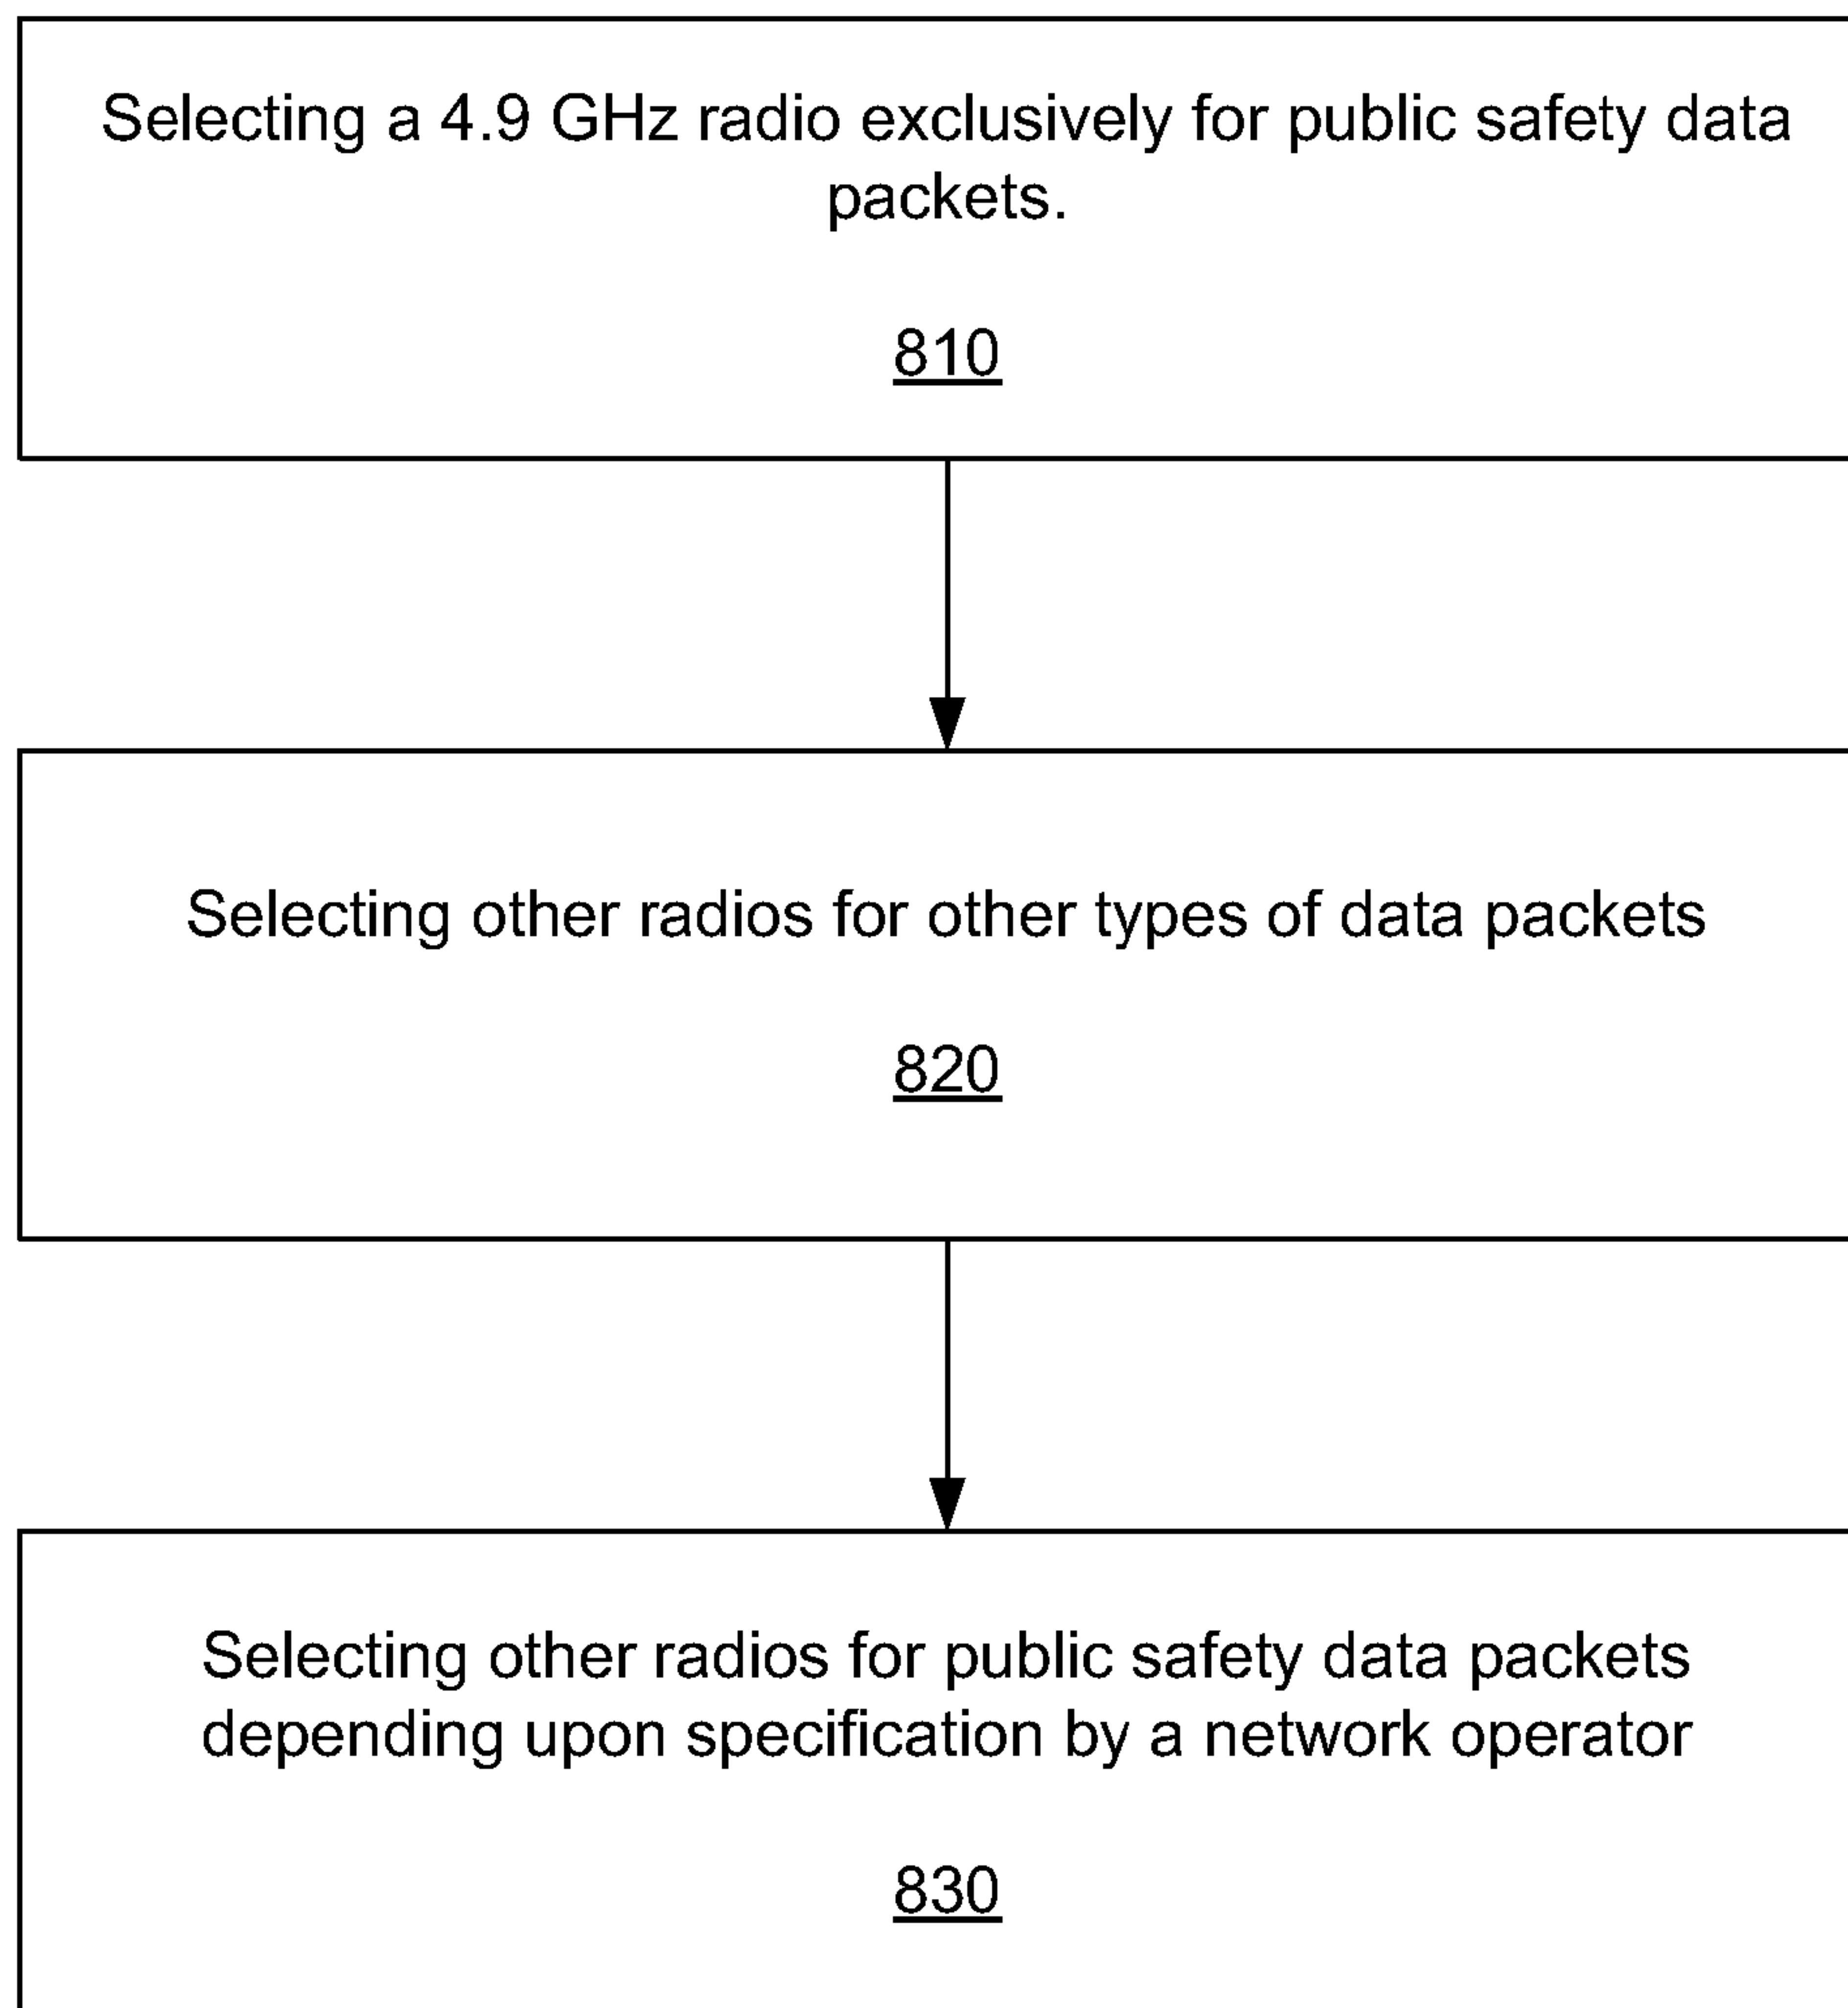 Selecting a 4.9 GHz radio exclusively for public safety data
packets.
810
Selecting other radios for other types of data packets
820
Selecting other radios for public safety data packets
depending upon specification by a network operator
830